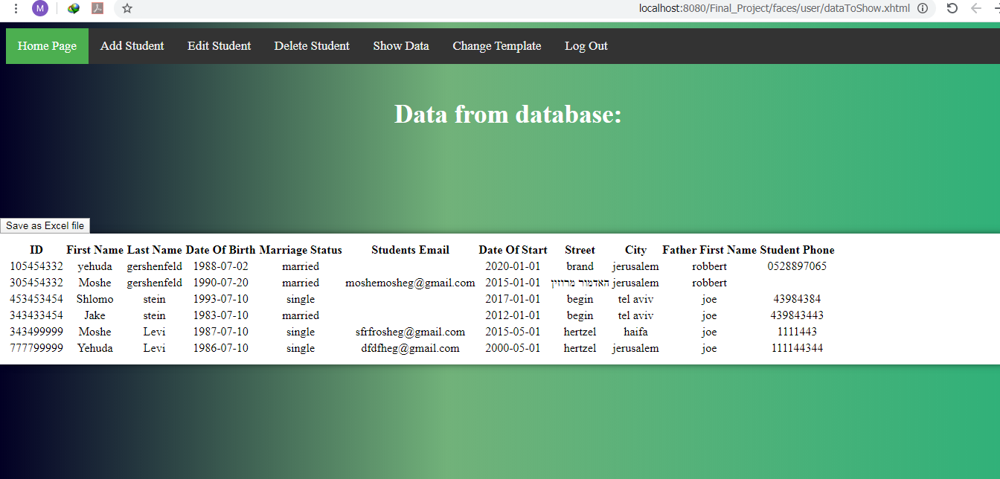 M localhost:8080/Final_Project/faces/user/dataToShow.xhtml
Home Page Add Student Edit Student Delete Student Show Data Change Template Log Out
Data from database:
Save as Excel file
ID First Name Last Name Date Of Birth Marriage Status Students Email Date Of Start Street City Father First Name Student Phone
105454332 yehuda gershenfeld 1988-07-02 married 2020-01-01 brand jerusalem robbert 0528897065
305454332 Moshe gershenfeld 1990-07-20 married moshemosheg@gmail.com 2015-01-01 האדמור מרוזין jerusalem robbert
453453454 Shlomo stein 1993-07-10 single 2017-01-01 begin tel aviv joe 43984384
343433454 Jake stein 1983-07-10 married 2012-01-01 begin tel aviv joe 439843443
343499999 Moshe Levi 1987-07-10 single sfrfrosheg@gmail.com 2015-05-01 hertzel haifa joe 1111443
777799999 Yehuda Levi 1986-07-10 single dfdfheg@gmail.com 2000-05-01 hertzel jerusalem joe 111144344